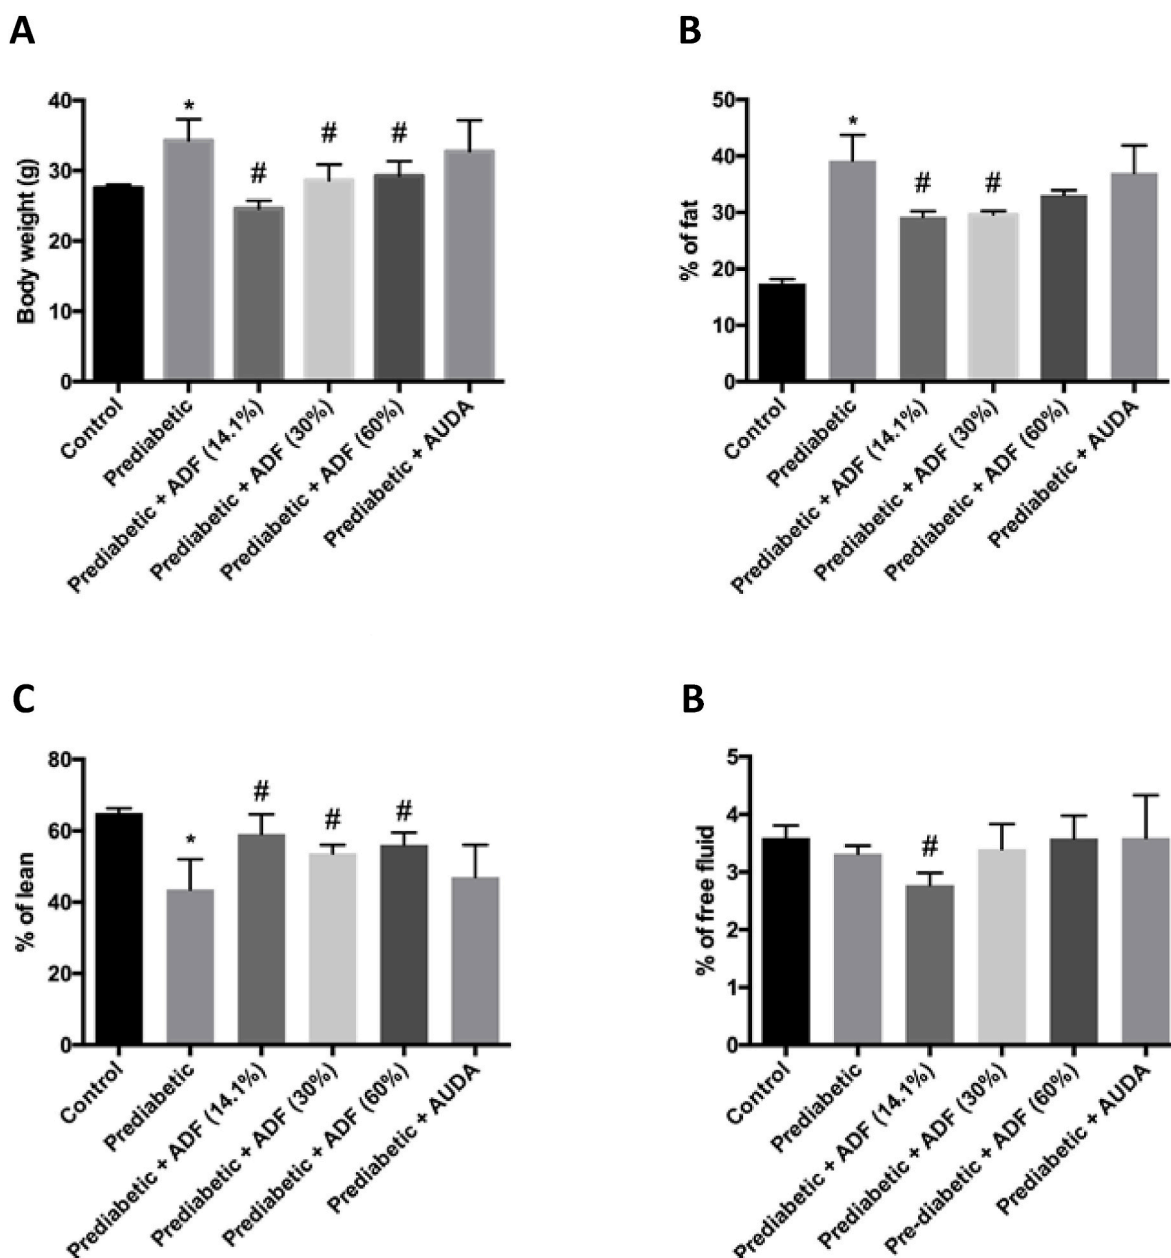 A
Body weight (g)
40
30
20
10
0
*
#
#
#
Control
Prediabetic
Prediabetic + ADF (14.1%)
Prediabetic + ADF (30%)
Prediabetic + ADF (60%)
Prediabetic + AUDA
B
% of fat
50
40
30
20
10
0
*
#
#
Control
Prediabetic
Prediabetic + ADF (14.1%)
Prediabetic + ADF (30%)
Prediabetic + ADF (60%)
Prediabetic + AUDA
C
% of lean
80
60
40
20
0
*
#
#
#
Control
Prediabetic
Prediabetic + ADF (14.1%)
Prediabetic + ADF (30%)
Prediabetic + ADF (60%)
Prediabetic + AUDA
B
% of free fluid
5
4
3
2
1
0
#
Control
Prediabetic
Prediabetic + ADF (14.1%)
Prediabetic + ADF (30%)
Pre-diabetic + ADF (60%)
Prediabetic + AUDA